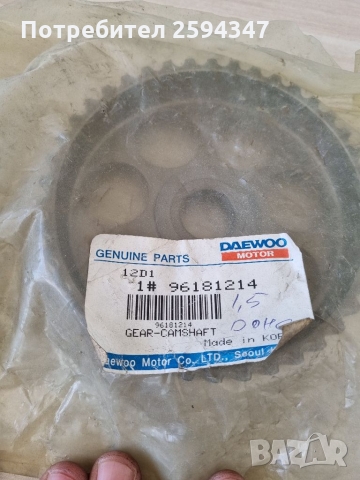 Потребител 2594347
GENUINE PARTS
DAEWOO
MOTOR
12D1
1# 96181214
1,5
96181214
GEAR-CAMSHAFT
Made in KOR
Daewoo Motor Co. LTD., Seoul
bazar